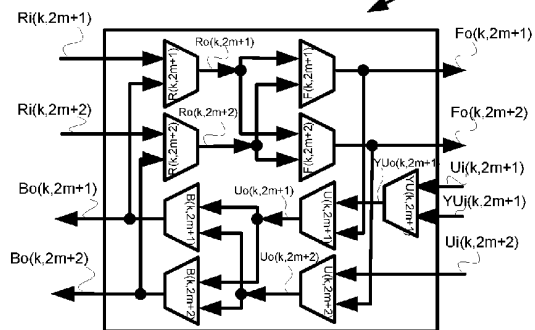 Ri(k,2m+1)
Ro(k,2m+1)
Fo(k,2m+1)
R(k,2m+1)
F(k,2m+1)
Ri(k,2m+2)
Ro(k,2m+2)
Fo(k,2m+2)
R(k,2m+2)
F(k,2m+2)
YUo(k,2m+1)
Ui(k,2m+1)
Bo(k,2m+1)
B(k,2m+1)
Uo(k,2m+1)
U(k,2m+1)
YU(k,2m+1)
YUi(k,2m+1)
Ui(k,2m+2)
Bo(k,2m+2)
B(k,2m+2)
Uo(k,2m+2)
U(k,2m+2)